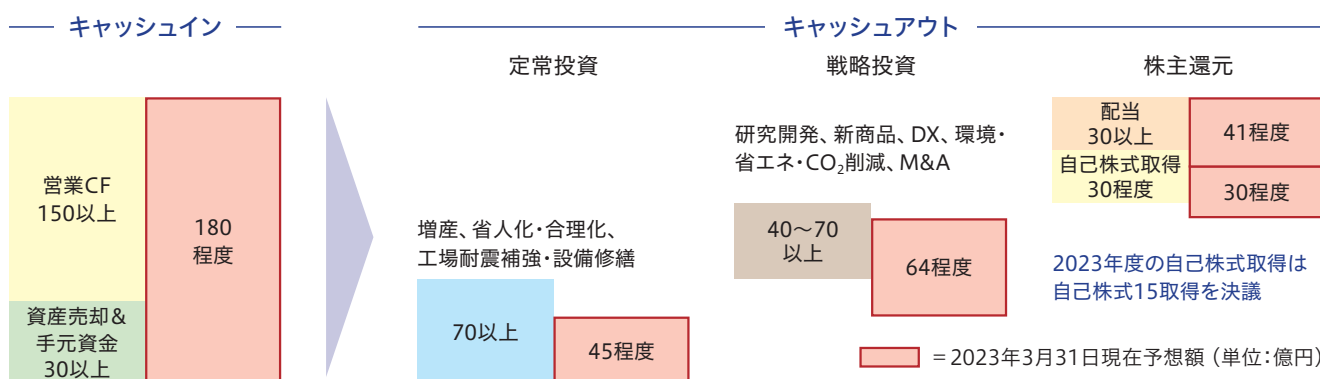 キャッシュイン
キャッシュアウト
定常投資
戦略投資
株主還元
営業CF
150以上
資産売却&
手元資金
30以上
180
程度
増産、省人化・合理化、
工場耐震補強・設備修繕
70以上
45程度
研究開発、新商品、DX、環境・
省エネ・CO₂削減、M&A
40〜70
以上
64程度
配当
30以上
自己株式取得
30程度
41程度
30程度
2023年度の自己株式取得は
自己株式15取得を決議
=2023年3月31日現在予想額（単位：億円）